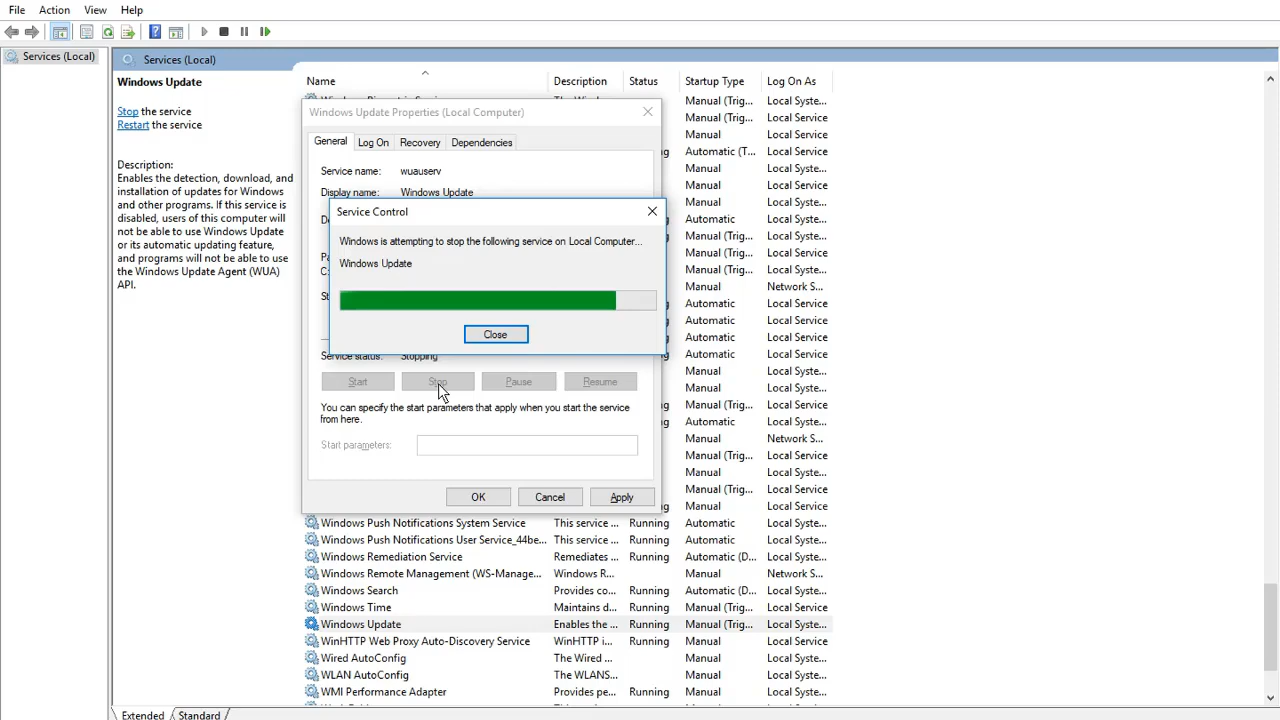 File Action View Help
Services (Local)
Services (Local)
Windows Update
Stop the service
Restart the service
Description:
Enables the detection, download, and
installation of updates for Windows
and other programs. If this service is
disabled, users of this computer will
not be able to use Windows Update
or its automatic updating feature,
and programs will not be able to use
the Windows Update Agent (WUA)
API.
Name Description Status Startup Type Log On As
Manual (Trig... Local Syste...
Manual (Trig... Local Service
Manual Local Service
Automatic (T... Local Service
Manual Local Syste...
Manual Local Service
Manual Local Syste...
Automatic Local Service
Manual (Trig... Local Syste...
Manual (Trig... Local Service
Manual (Trig... Local Syste...
Manual Network S...
Automatic Local Service
Automatic Local Service
Automatic Local Service
Manual Local Service
Automatic Local Syste...
Manual Local Syste...
Manual (Trig... Local Service
Automatic Local Syste...
Manual Network S...
Manual (Trig... Local Service
Manual Local Syste...
Manual (Trig... Local Service
Manual Local Service
Windows Update Properties (Local Computer)
General Log On Recovery Dependencies
Service name: wuauserv
Display name: Windows Update
Service Control
Windows is attempting to stop the following service on Local Computer...
Windows Update
Close
Service status: Stopping
Start Stop Pause Resume
You can specify the start parameters that apply when you start the service
from here.
Start parameters:
OK Cancel Apply
Windows Push Notifications System Service This service ... Running Automatic Local Syste...
Windows Push Notifications User Service_44be... This service ... Running Automatic Local Syste...
Windows Remediation Service Remediates ... Running Automatic (D... Local Syste...
Windows Remote Management (WS-Manage... Windows R... Manual Network S...
Windows Search Provides co... Running Automatic (D... Local Syste...
Windows Time Maintains d... Running Manual (Trig... Local Service
Windows Update Enables the ... Running Manual (Trig... Local Syste...
WinHTTP Web Proxy Auto-Discovery Service WinHTTP i... Running Manual Local Service
Wired AutoConfig The Wired ... Manual Local Syste...
WLAN AutoConfig The WLANS... Manual Local Syste...
WMI Performance Adapter Provides pe... Running Manual Local Syste...
Extended Standard